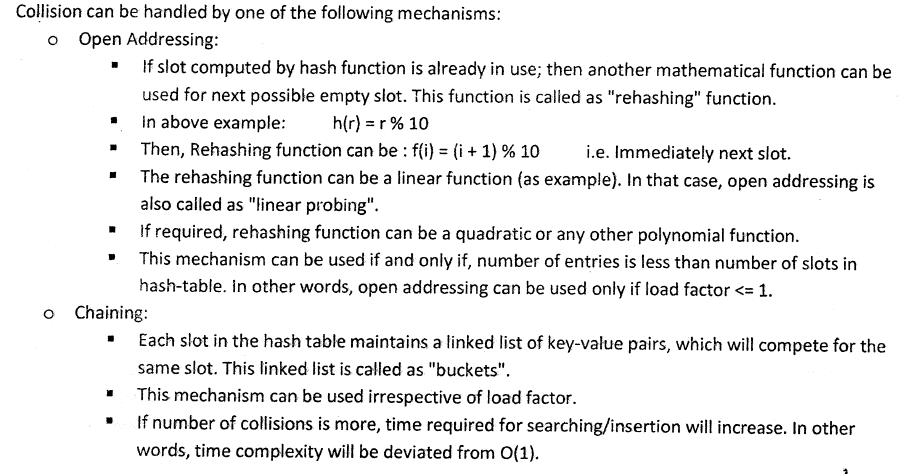 Collision can be handled by one of the following mechanisms:
o Open Addressing:
▪ If slot computed by hash function is already in use; then another mathematical function can be
used for next possible empty slot. This function is called as "rehashing" function.
▪ In above example: h(r) = r % 10
▪ Then, Rehashing function can be : f(i) = (i + 1) % 10 i.e. Immediately next slot.
▪ The rehashing function can be a linear function (as example). In that case, open addressing is
also called as "linear probing".
▪ If required, rehashing function can be a quadratic or any other polynomial function.
▪ This mechanism can be used if and only if, number of entries is less than number of slots in
hash-table. In other words, open addressing can be used only if load factor <= 1.
o Chaining:
▪ Each slot in the hash table maintains a linked list of key-value pairs, which will compete for the
same slot. This linked list is called as "buckets".
▪ This mechanism can be used irrespective of load factor.
▪ If number of collisions is more, time required for searching/insertion will increase. In other
words, time complexity will be deviated from O(1).